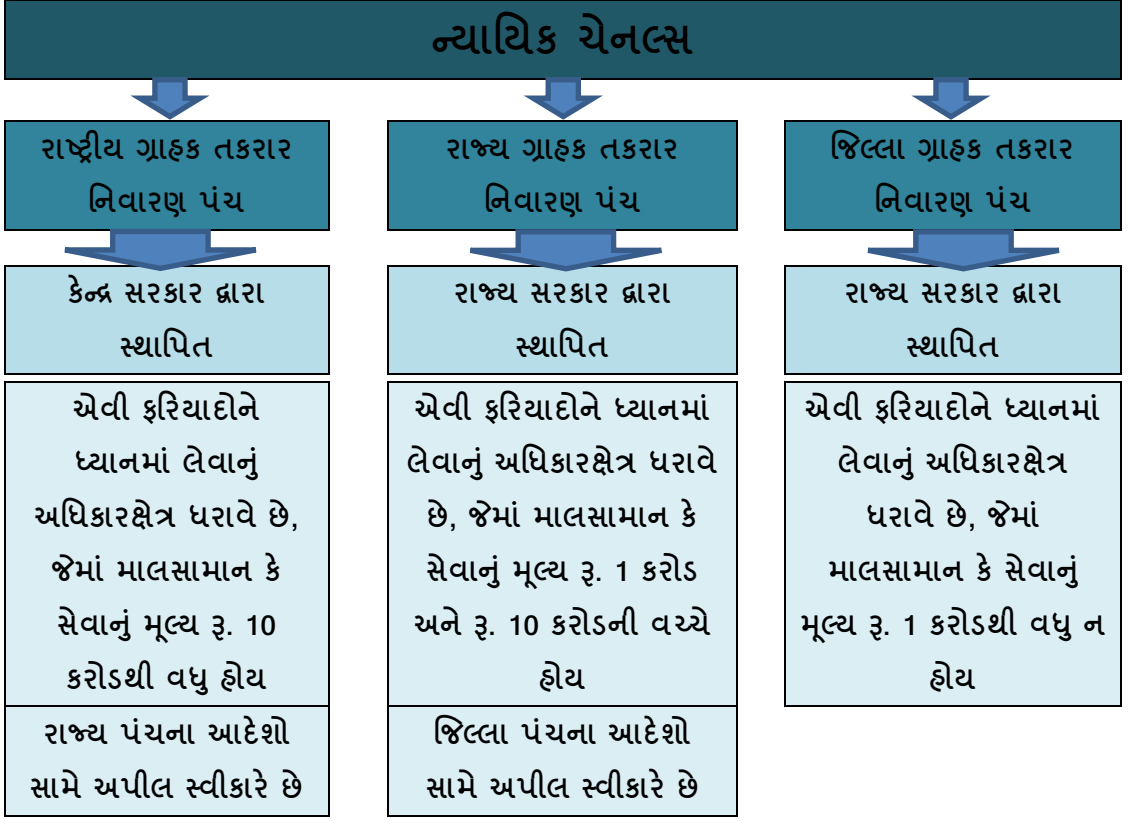 ન્યાયિક ચેનલ્સ
રાષ્ટ્રીય ગ્રાહક તકરાર
નિવારણ પંચ
કેન્દ્ર સરકાર દ્વારા
સ્થાપિત
એવી ફરિયાદોને
ધ્યાનમાં લેવાનું
અધિકારક્ષેત્ર ધરાવે છે,
જેમાં માલસામાન કે
સેવાનું મૂલ્ય રૂ. 10
કરોડથી વધુ હોય
રાજ્ય પંચના આદેશો
સામે અપીલ સ્વીકારે છે
રાજ્ય ગ્રાહક તકરાર
નિવારણ પંચ
રાજ્ય સરકાર દ્વારા
સ્થાપિત
એવી ફરિયાદોને ધ્યાનમાં
લેવાનું અધિકારક્ષેત્ર ધરાવે
છે, જેમાં માલસામાન કે
સેવાનું મૂલ્ય રૂ. 1 કરોડ
અને રૂ. 10 કરોડની વચ્ચે
હોય
જિલ્લા પંચના આદેશો
સામે અપીલ સ્વીકારે છે
જિલ્લા ગ્રાહક તકરાર
નિવારણ પંચ
રાજ્ય સરકાર દ્વારા
સ્થાપિત
એવી ફરિયાદોને ધ્યાનમાં
લેવાનું અધિકારક્ષેત્ર
ધરાવે છે, જેમાં
માલસામાન કે સેવાનું
મૂલ્ય રૂ. 1 કરોડથી વધુ ન
હોય